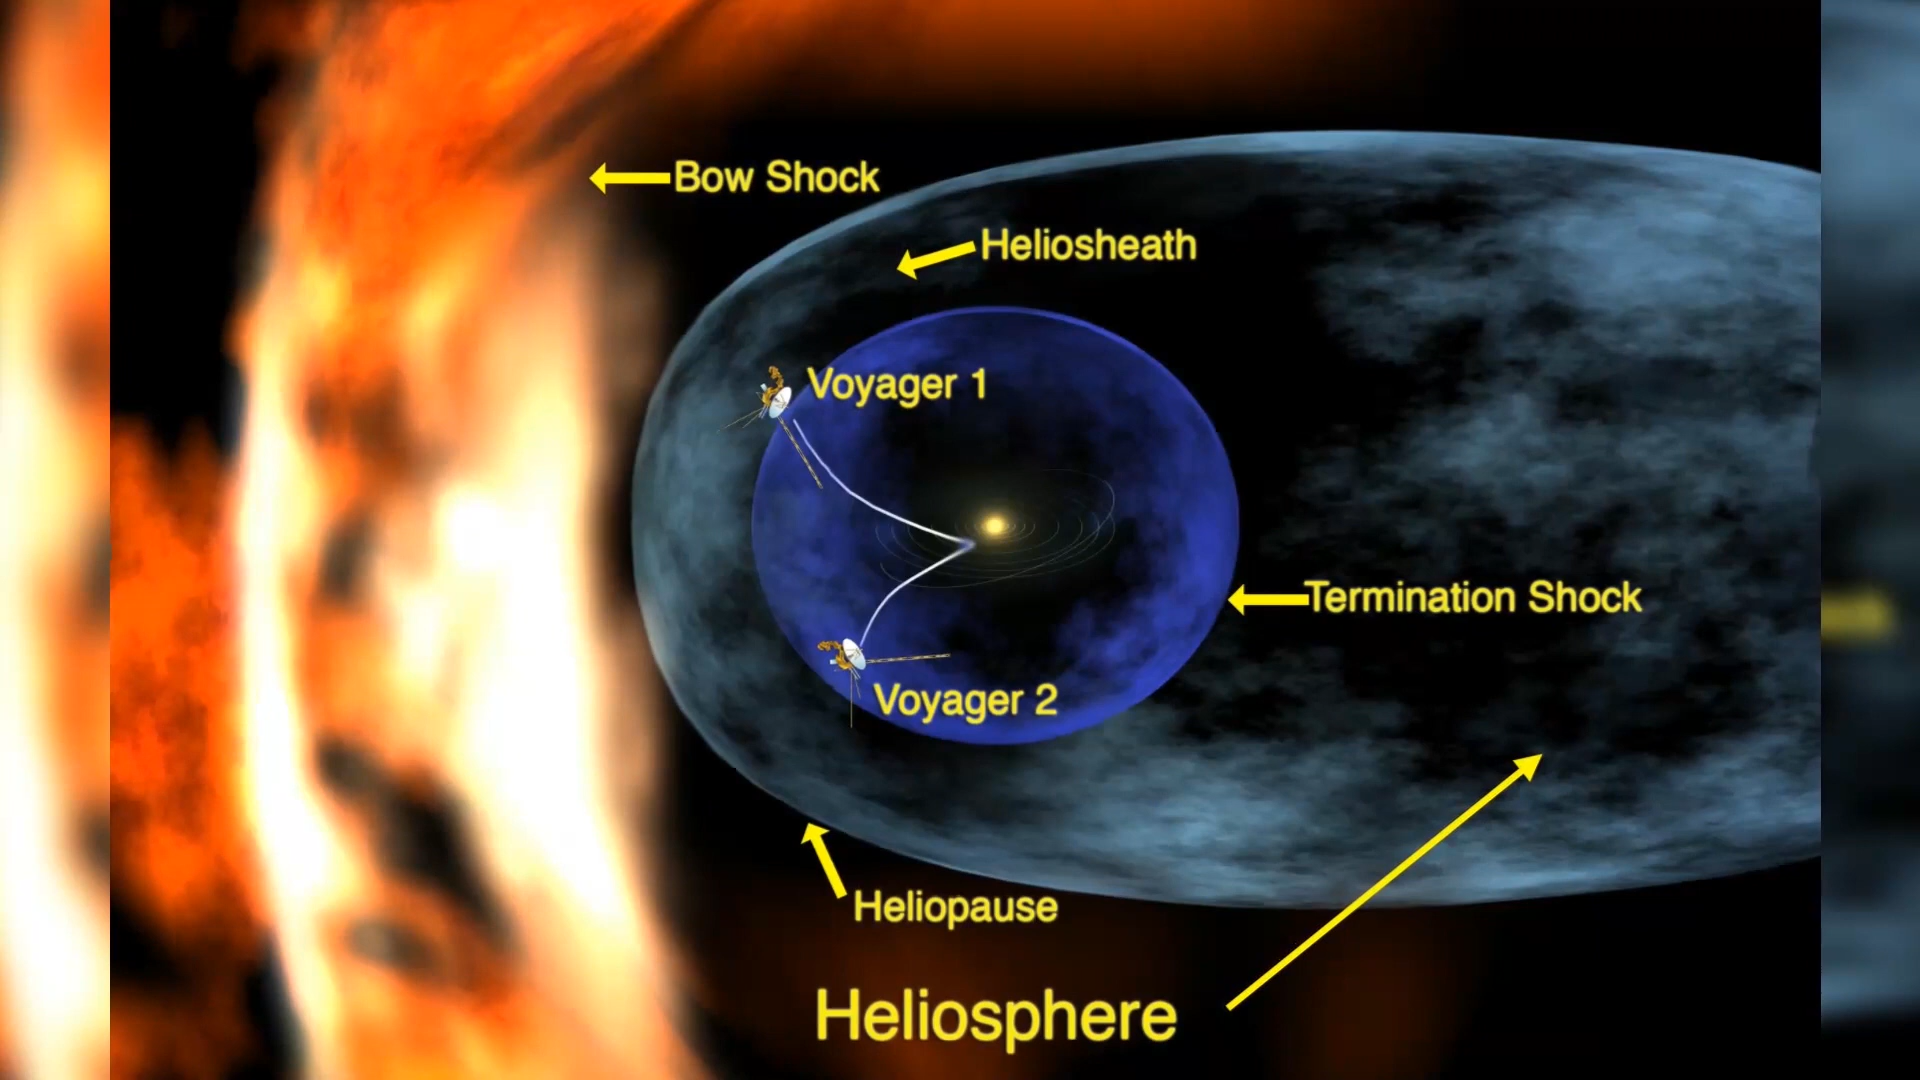 Bow Shock
Heliosheath
Voyager 1
Termination Shock
Voyager 2
Heliopause
Heliosphere